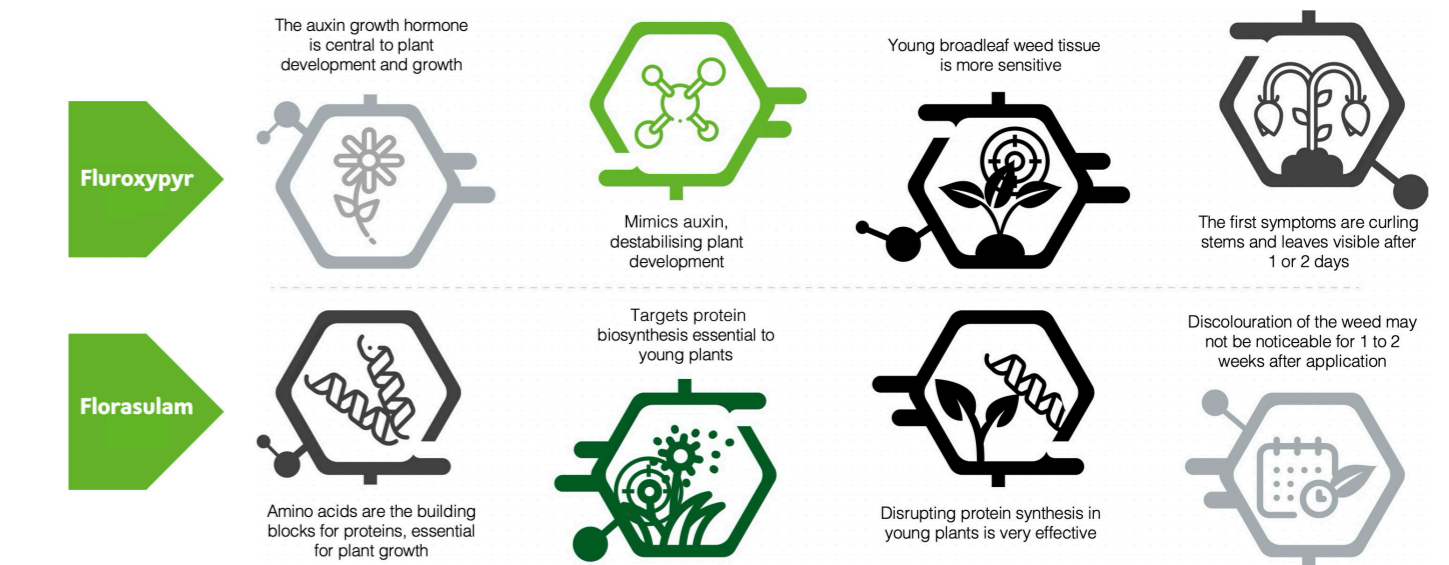 Fluroxypyr
The auxin growth hormone
is central to plant
development and growth
Mimics auxin,
destabilising plant
development
Young broadleaf weed tissue
is more sensitive
The first symptoms are curling
stems and leaves visible after
1 or 2 days
Florasulam
Amino acids are the building
blocks for proteins, essential
for plant growth
Targets protein
biosynthesis essential to
young plants
Disrupting protein synthesis in
young plants is very effective
Discolouration of the weed may
not be noticeable for 1 to 2
weeks after application